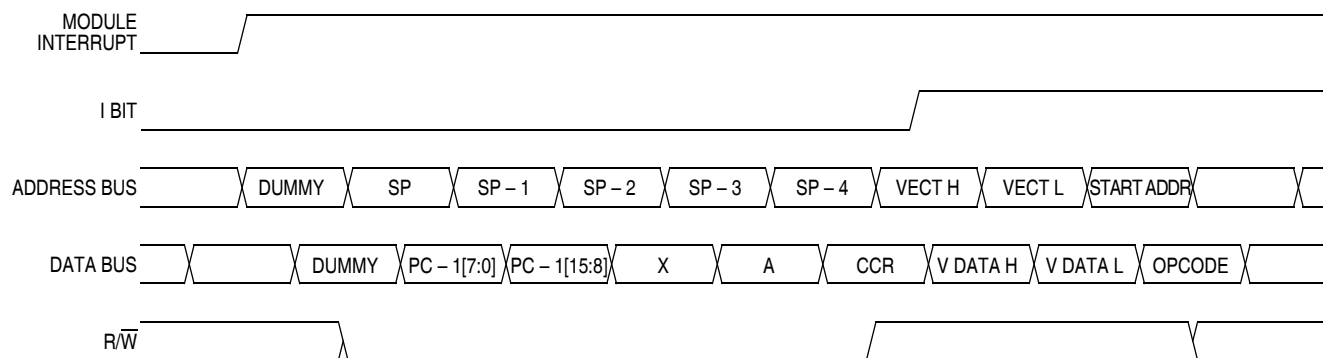 MODULE
INTERRUPT
I BIT
ADDRESS BUS DUMMY SP SP – 1 SP – 2 SP – 3 SP – 4 VECT H VECT L START ADDR
DATA BUS DUMMY PC – 1[7:0] PC – 1[15:8] X A CCR V DATA H V DATA L OPCODE
R/W̅